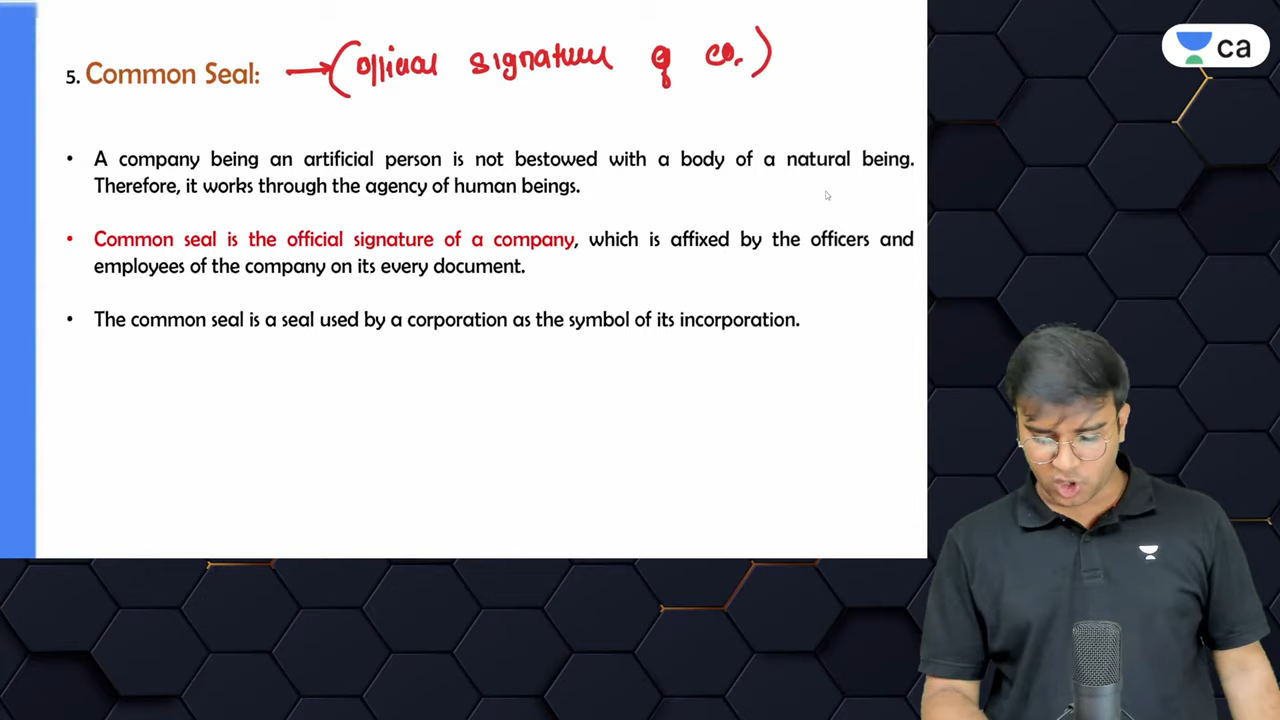 5. Common Seal: → (official signature of co.)
ca
• A company being an artificial person is not bestowed with a body of a natural being.
Therefore, it works through the agency of human beings.
• Common seal is the official signature of a company, which is affixed by the officers and
employees of the company on its every document.
• The common seal is a seal used by a corporation as the symbol of its incorporation.